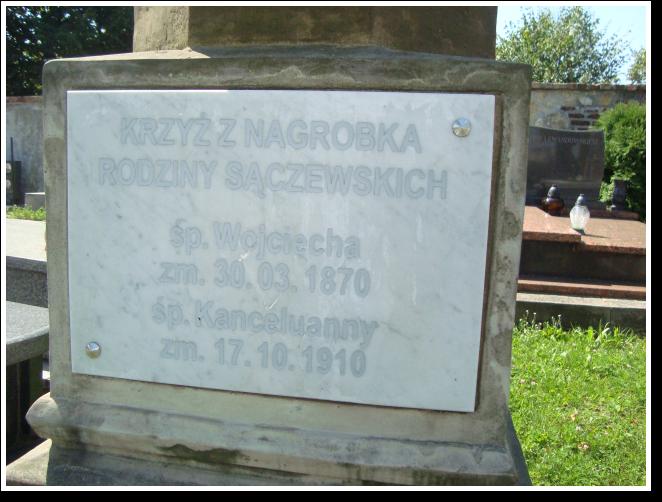 KRZYŻ Z NAGROBKA
RODZINY SĄCZEWSKICH
śp. Wojciecha
zm. 30. 03. 1870
śp. Kanceluanny
zm. 17. 10. 1910